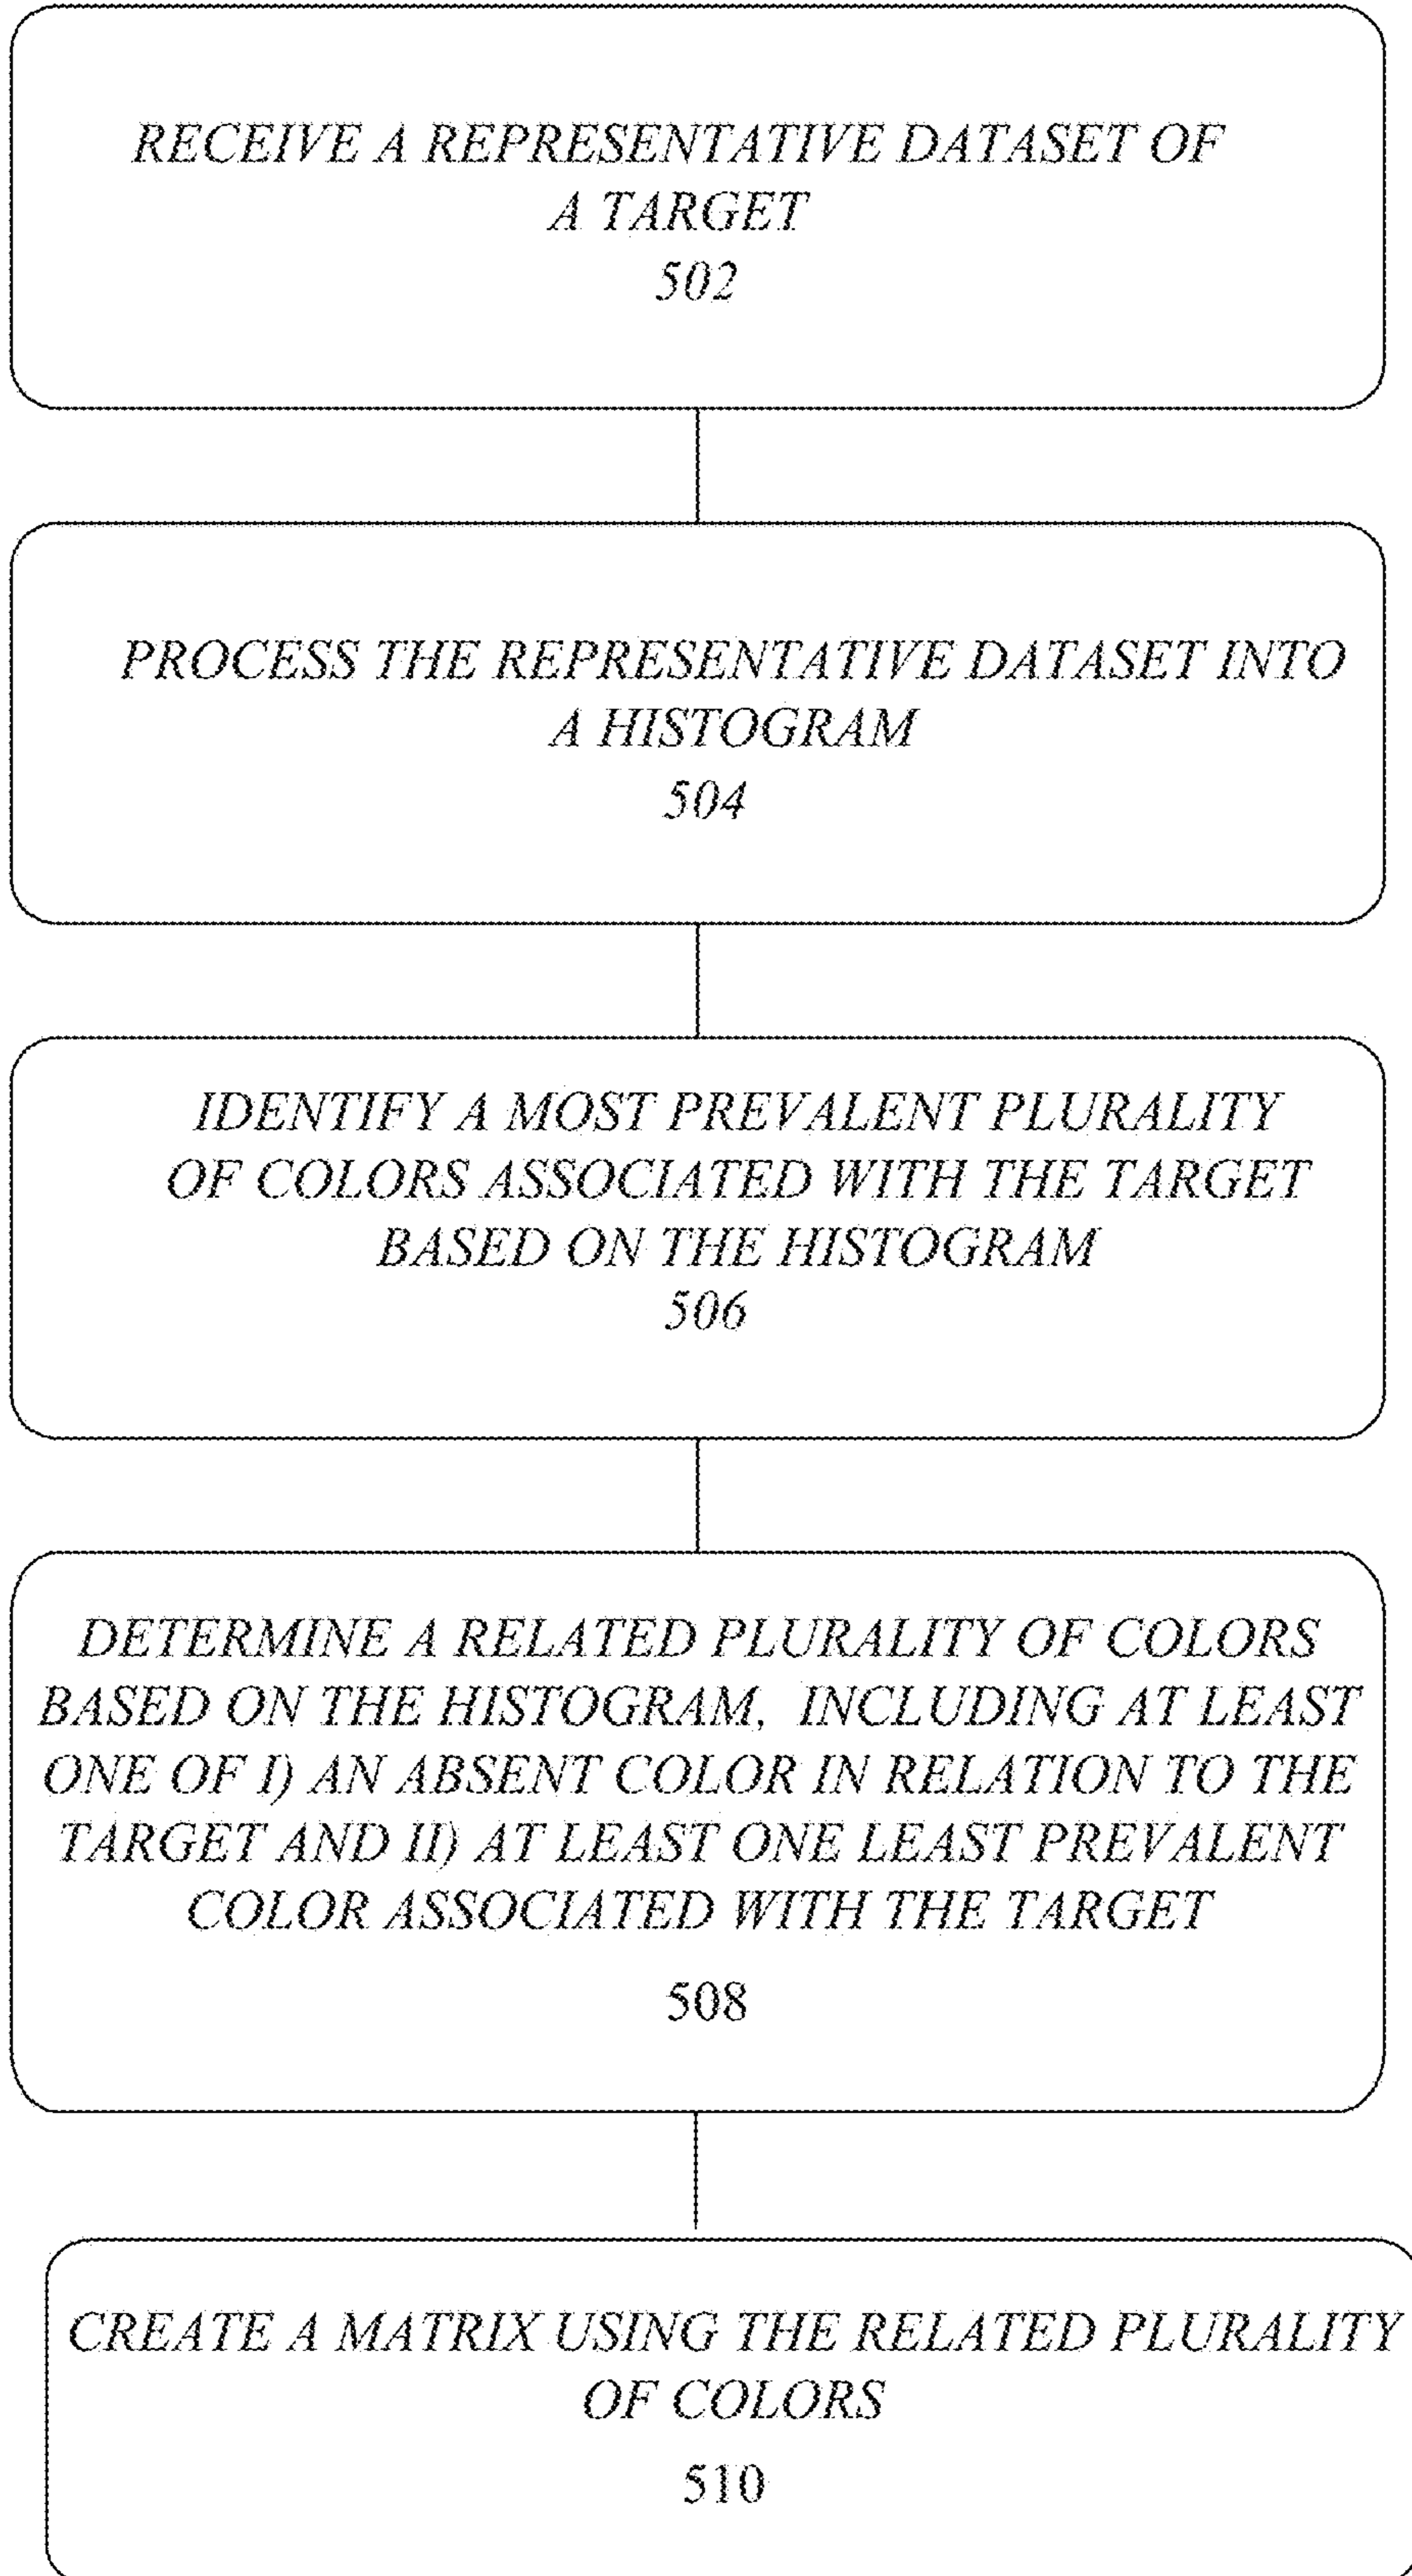 RECEIVE A REPRESENTATIVE DATASET OF
A TARGET
502
PROCESS THE REPRESENTATIVE DATASET INTO
A HISTOGRAM
504
IDENTIFY A MOST PREVALENT PLURALITY
OF COLORS ASSOCIATED WITH THE TARGET
BASED ON THE HISTOGRAM
506
DETERMINE A RELATED PLURALITY OF COLORS
BASED ON THE HISTOGRAM, INCLUDING AT LEAST
ONE OF I) AN ABSENT COLOR IN RELATION TO THE
TARGET AND II) AT LEAST ONE LEAST PREVALENT
COLOR ASSOCIATED WITH THE TARGET
508
CREATE A MATRIX USING THE RELATED PLURALITY
OF COLORS
510